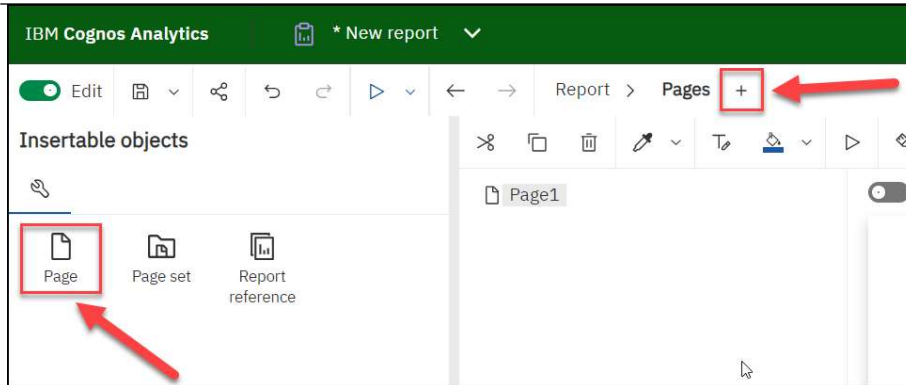 IBM Cognos Analytics * New report
Edit Report > Pages +
Insertable objects
Page1
Page Page set Report
reference